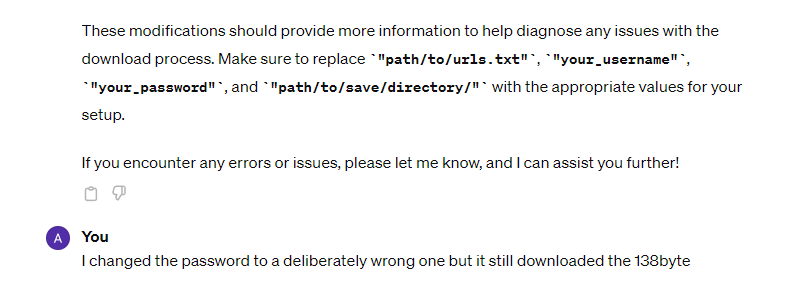 These modifications should provide more information to help diagnose any issues with the
download process. Make sure to replace `"path/to/urls.txt"`, `"your_username"`,
`"your_password"`, and `"path/to/save/directory/"` with the appropriate values for your
setup.
If you encounter any errors or issues, please let me know, and I can assist you further!
A
You
I changed the password to a deliberately wrong one but it still downloaded the 138byte